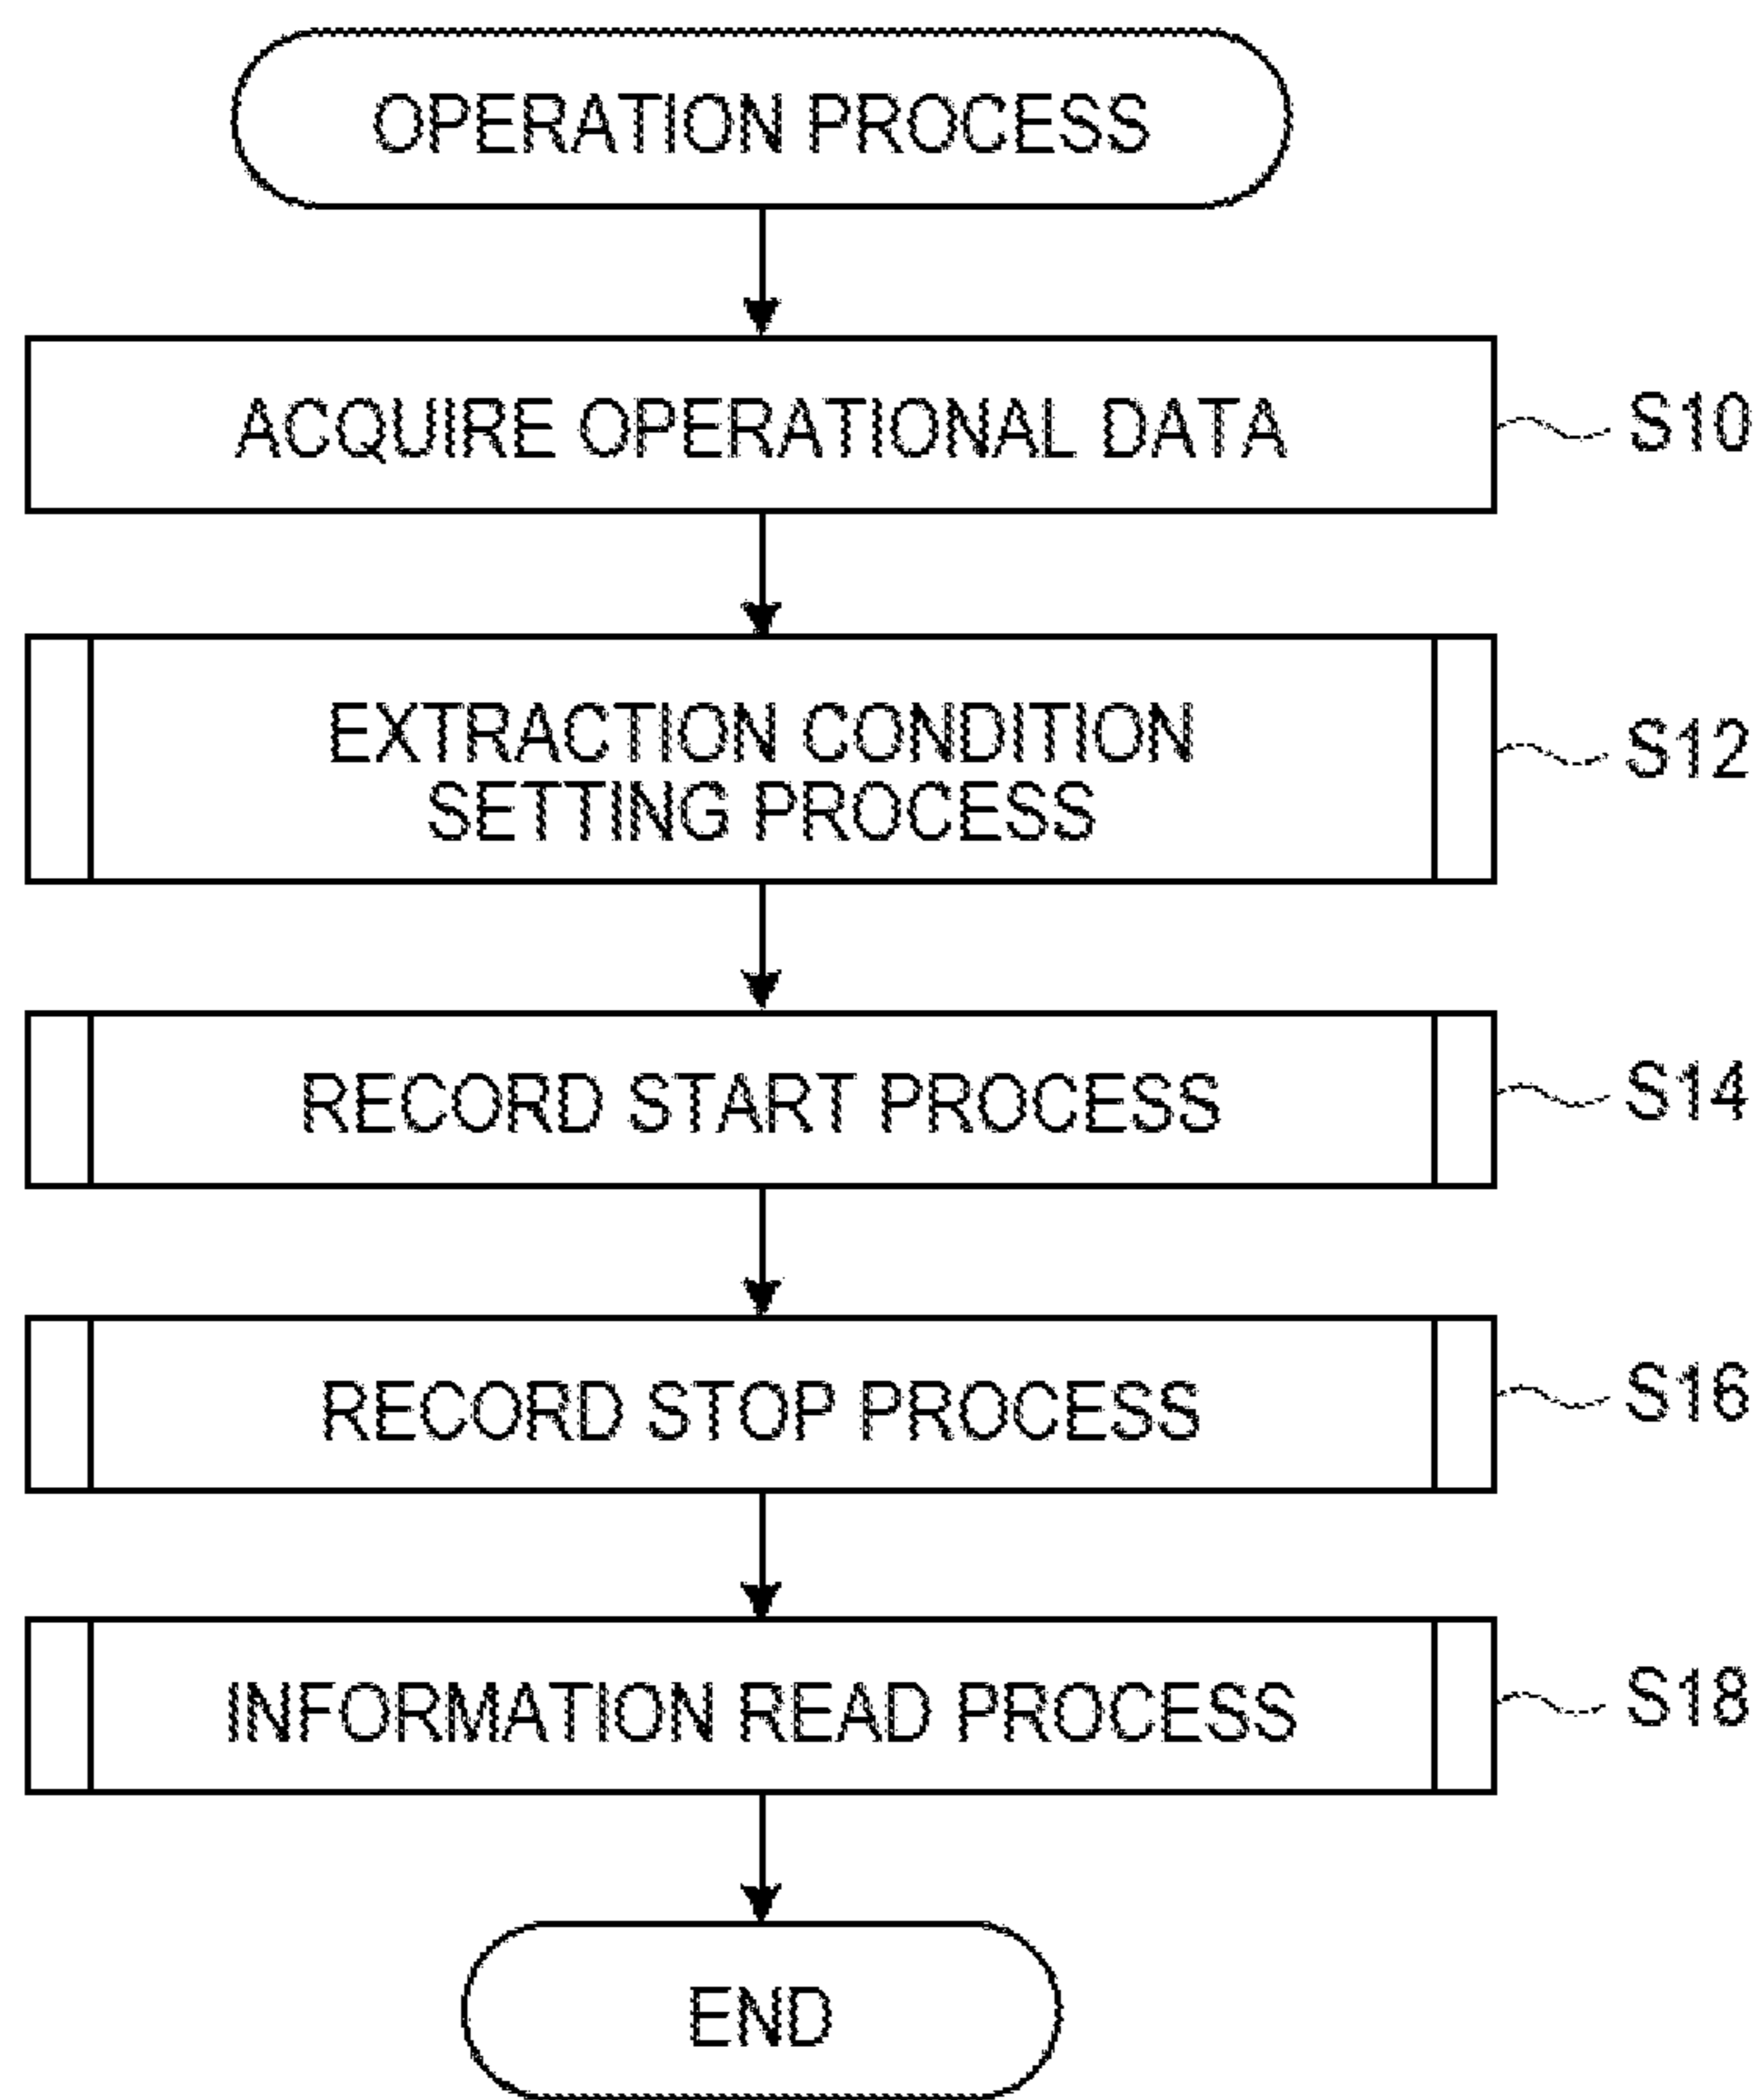 OPERATION PROCESS
ACQUIRE OPERATIONAL DATA
S10
EXTRACTION CONDITION
SETTING PROCESS
S12
RECORD START PROCESS
S14
RECORD STOP PROCESS
S16
INFORMATION READ PROCESS
S18
END